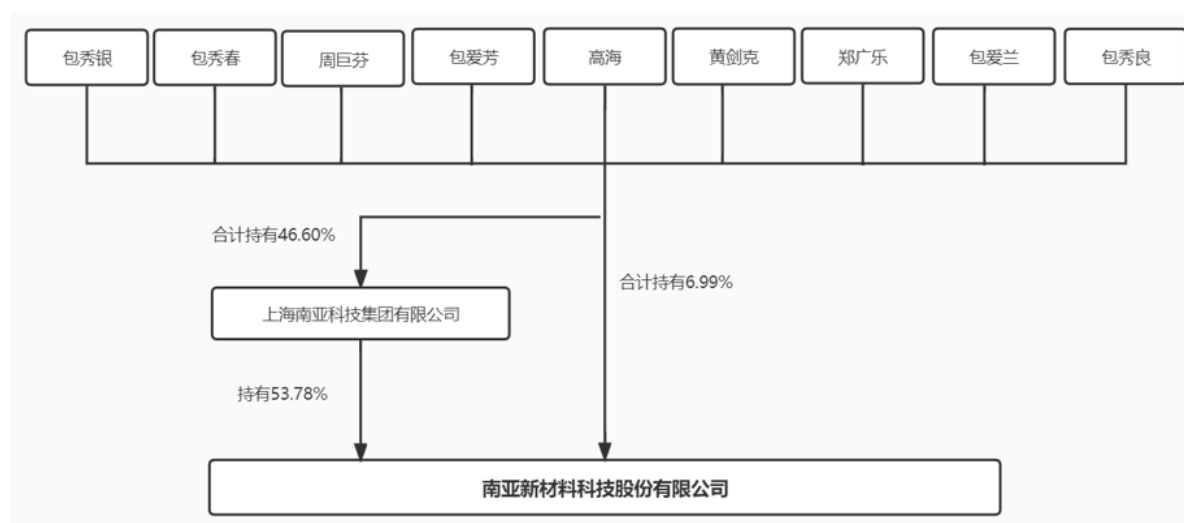 包秀银
包秀春
周巨芬
包爱芳
高海
黄剑克
郑广乐
包爱兰
包秀良
合计持有46.60%
合计持有6.99%
上海南亚科技集团有限公司
持有53.78%
南亚新材料科技股份有限公司